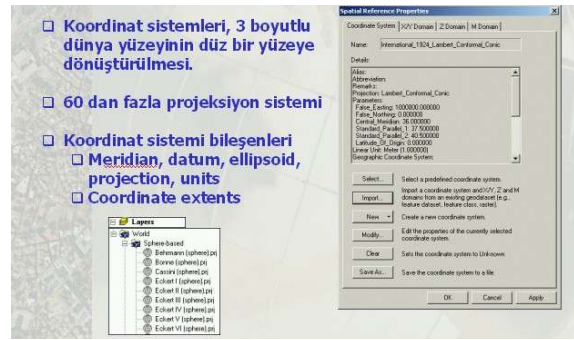 Koordinat sistemleri, 3 boyutlu
dünya yüzeyinin düz bir yüzeye
dönüştürülmesi.
60 dan fazla projeksiyon sistemi
Koordinat sistemi bileşenleri
Meridian, datum, ellipsoid,
projection, units
Coordinate extents
Layers
World
Sphere-based
Behrmann (sphere).prj
Bonne (sphere).prj
Cassini (sphere).prj
Eckert I (sphere).prj
Eckert II (sphere).prj
Eckert III (sphere).prj
Eckert IV (sphere).prj
Eckert V (sphere).prj
Eckert VI (sphere).prj
Spatial Reference Properties
Coordinate System X/Y Domain Z Domain M Domain
Name: International_1924_Lambert_Conformal_Conic
Details:
Alias:
Abbreviation:
Remarks:
Projection: Lambert_Conformal_Conic
Parameters:
False_Easting: 1000000.000000
False_Northing: 0.000000
Central_Meridian: 36.000000
Standard_Parallel_1: 37.500000
Standard_Parallel_2: 40.500000
Latitude_Of_Origin: 0.000000
Linear Unit: Meter (1.000000)
Geographic Coordinate System:
Select... Select a predefined coordinate system.
Import... Import a coordinate system and X/Y, Z and M
domains from an existing geodataset (e.g.,
feature dataset, feature class, raster).
New Create a new coordinate system.
Modify... Edit the properties of the currently selected
coordinate system.
Clear Sets the coordinate system to Unknown.
Save As... Save the coordinate system to a file.
OK Cancel Apply